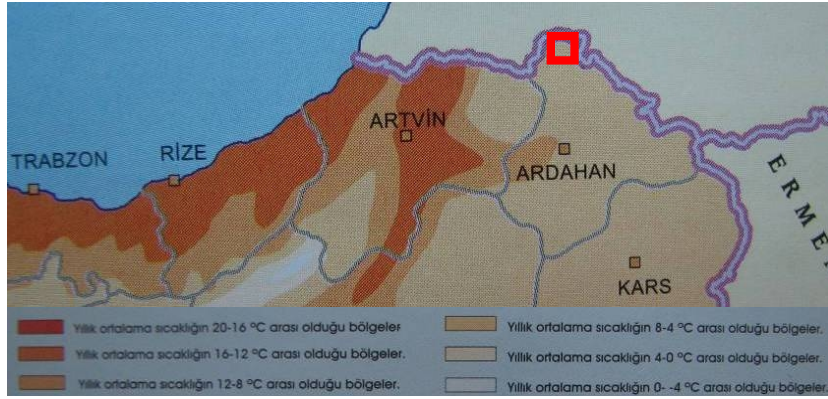 TRABZON
RİZE
ARTVİN
ARDAHAN
KARS
ERME
Yıllık ortalama sıcaklığın 20-16 °C arası olduğu bölgeler
Yıllık ortalama sıcaklığın 16-12 °C arası olduğu bölgeler.
Yıllık ortalama sıcaklığın 12-8 °C arası olduğu bölgeler.
Yıllık ortalama sıcaklığın 8-4 °C arası olduğu bölgeler.
Yıllık ortalama sıcaklığın 4-0 °C arası olduğu bölgeler.
Yıllık ortalama sıcaklığın 0- -4 °C arası olduğu bölgeler.